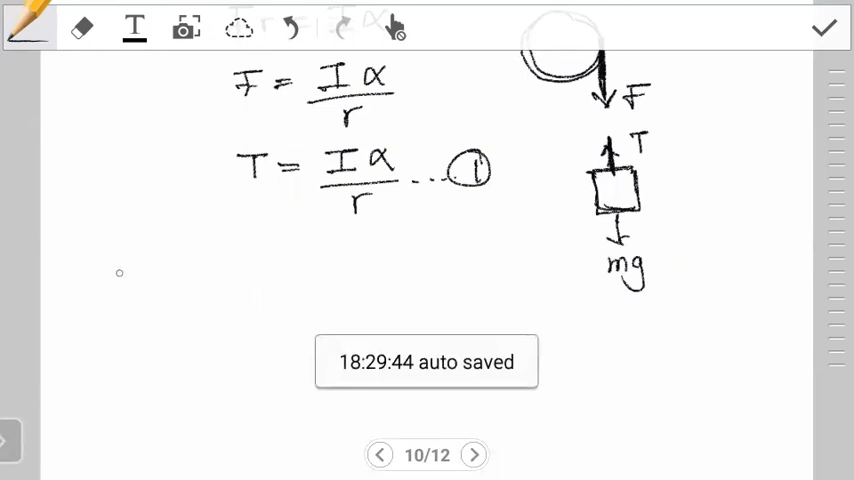 T
F = Iα / r
F
T
T = Iα / r ... ①
mg
18:29:44 auto saved
10/12